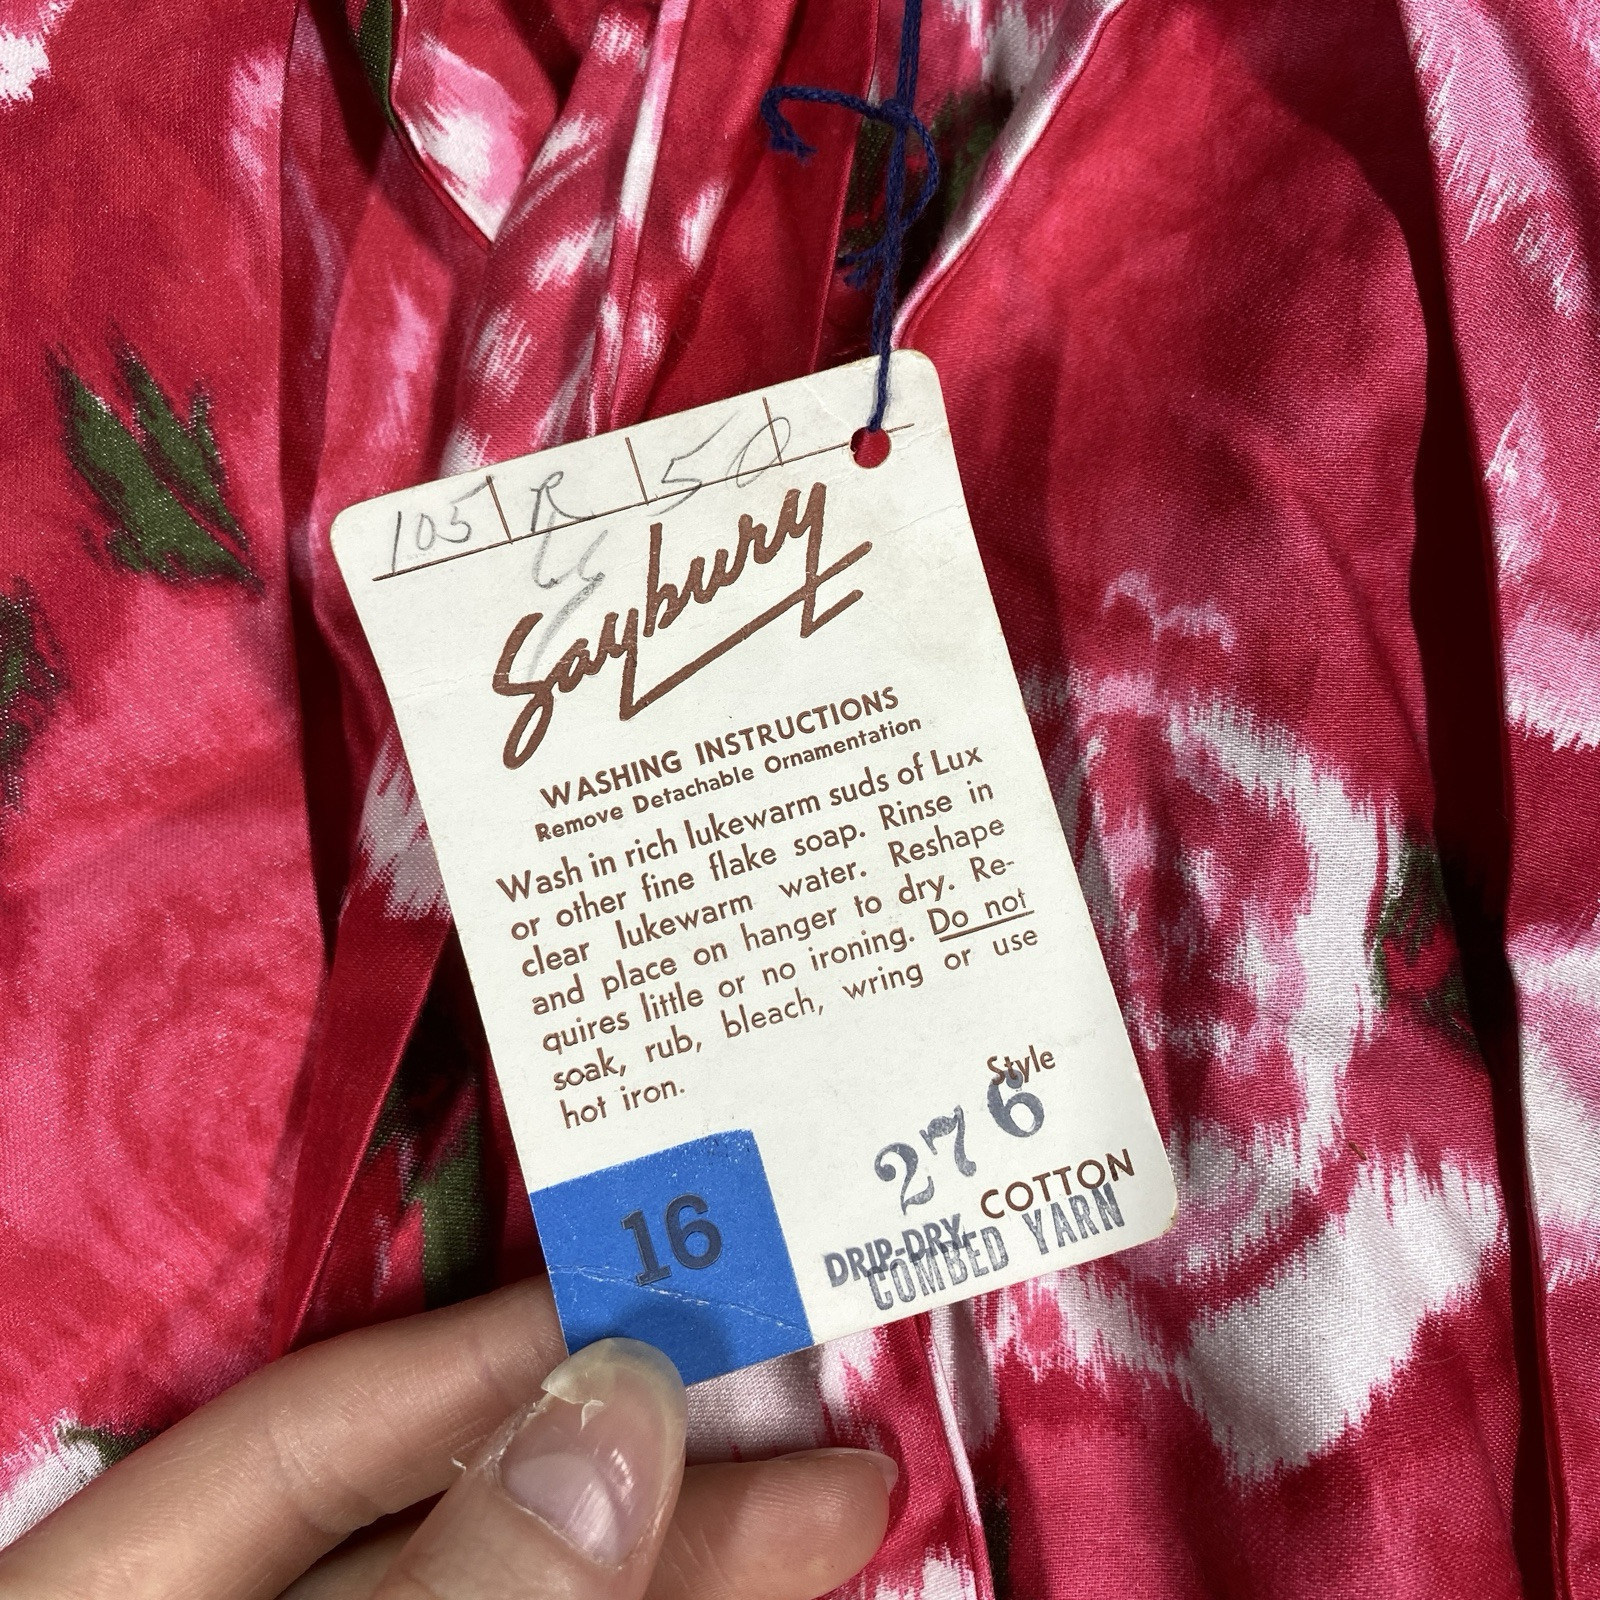 105 R 50
Saybury
WASHING INSTRUCTIONS
Remove Detachable Ornamentation
Wash in rich lukewarm suds of Lux
or other fine flake soap. Rinse in
clear lukewarm water. Reshape
and place on hanger to dry. Re-
quires little or no ironing. Do not
soak, rub, bleach, wring or use
hot iron.
Style
276
COTTON
DRIP-DRY
COMBED YARN
16